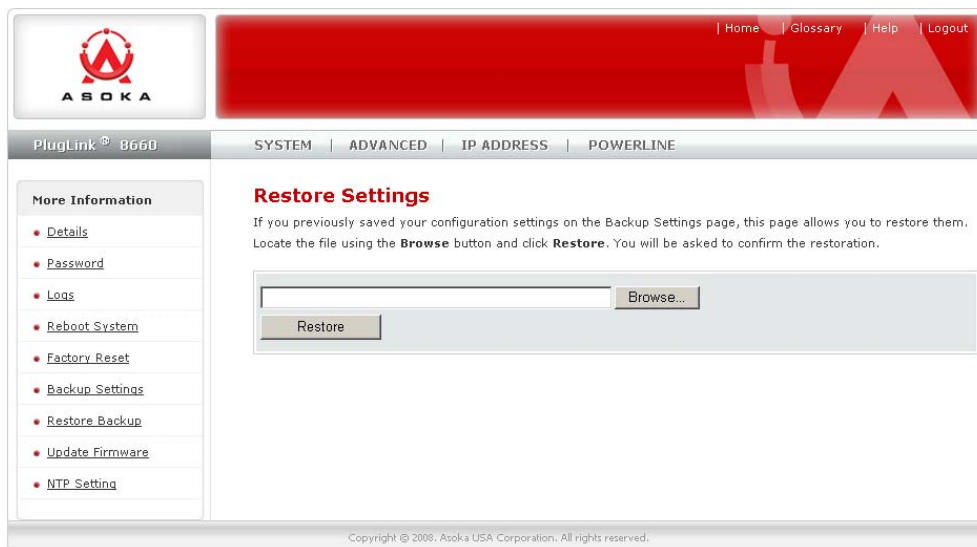 | Home | Glossary | Help | Logout
ASOKA
PlugLink ® 8660
SYSTEM | ADVANCED | IP ADDRESS | POWERLINE
More Information
Details
Password
Logs
Reboot System
Factory Reset
Backup Settings
Restore Backup
Update Firmware
NTP Setting
Restore Settings
If you previously saved your configuration settings on the Backup Settings page, this page allows you to restore them.
Locate the file using the Browse button and click Restore. You will be asked to confirm the restoration.
Browse...
Restore
Copyright © 2008. Asoka USA Corporation. All rights reserved.